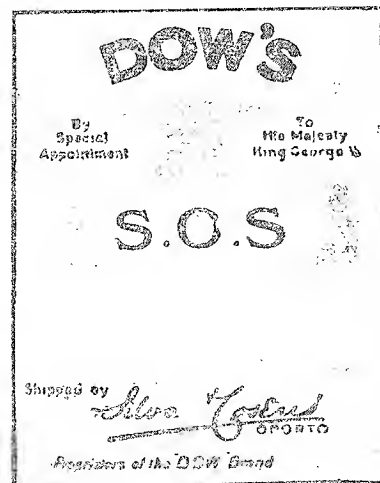 DOW'S
By To
Special His Majesty
Appointment King George V
S.O.S
Shipped by
Silva & Cosens
OPORTO
Proprietors of the "DOW" Brand